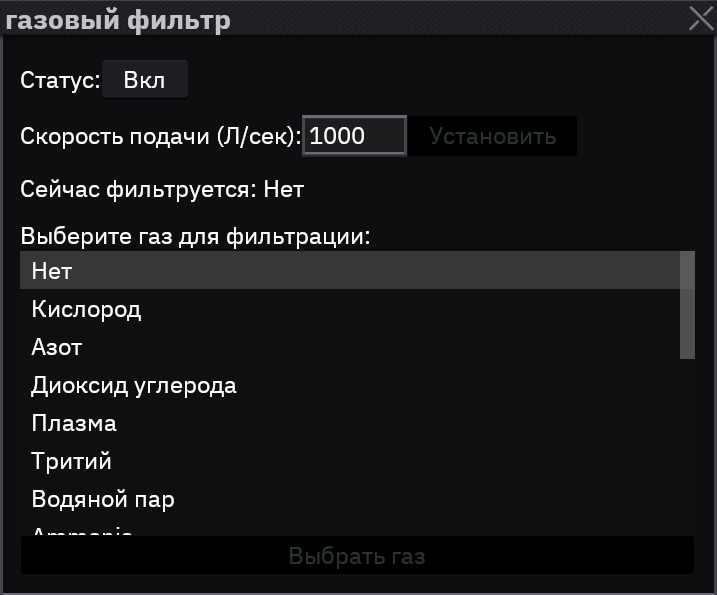 газовый фильтр
Статус: Вкл
Скорость подачи (Л/сек): 1000 Установить
Сейчас фильтруется: Нет
Выберите газ для фильтрации:
Нет
Кислород
Азот
Диоксид углерода
Плазма
Тритий
Водяной пар
Ammonia
Выбрать газ